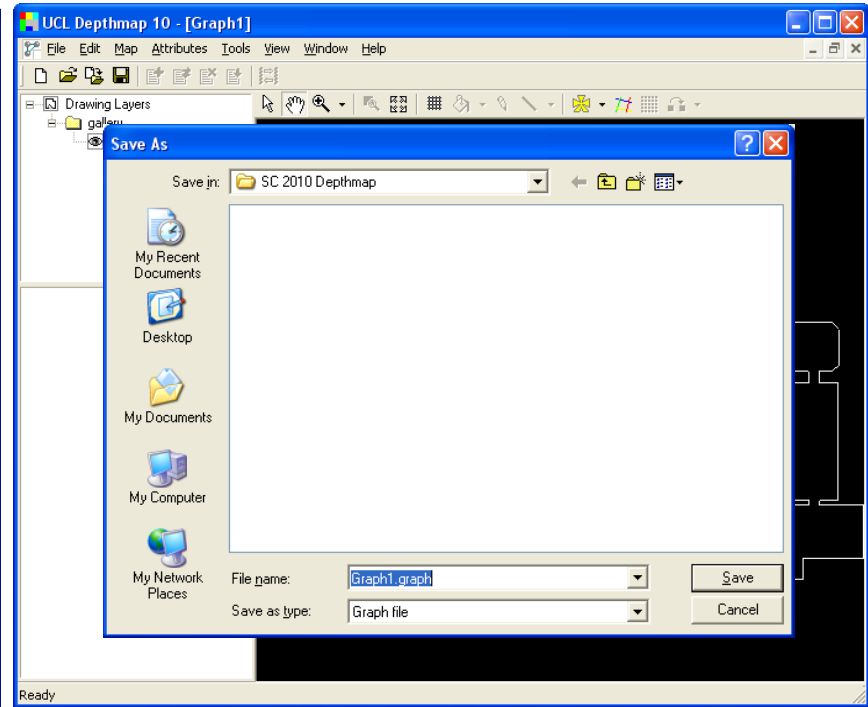 UCL Depthmap 10 - [Graph1]
File Edit Map Attributes Tools View Window Help
Drawing Layers
gallery
Save As
Save in: SC 2010 Depthmap
My Recent
Documents
Desktop
My Documents
My Computer
My Network
Places
File name: Graph1.graph Save
Save as type: Graph file Cancel
Ready